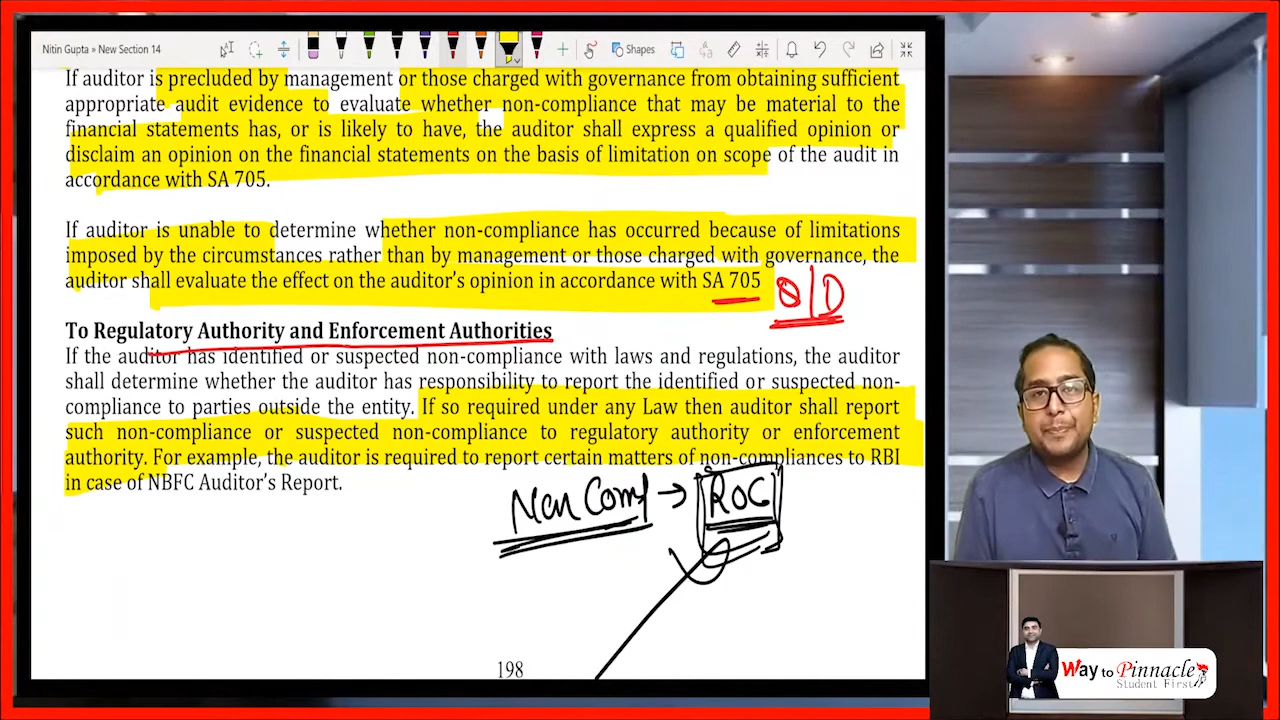 Nitin Gupta » New Section 14
Shapes
If auditor is precluded by management or those charged with governance from obtaining sufficient
appropriate audit evidence to evaluate whether non-compliance that may be material to the
financial statements has, or is likely to have, the auditor shall express a qualified opinion or
disclaim an opinion on the financial statements on the basis of limitation on scope of the audit in
accordance with SA 705.
If auditor is unable to determine whether non-compliance has occurred because of limitations
imposed by the circumstances rather than by management or those charged with governance, the
auditor shall evaluate the effect on the auditor's opinion in accordance with SA 705
Q/D
To Regulatory Authority and Enforcement Authorities
If the auditor has identified or suspected non-compliance with laws and regulations, the auditor
shall determine whether the auditor has responsibility to report the identified or suspected non-
compliance to parties outside the entity. If so required under any Law then auditor shall report
such non-compliance or suspected non-compliance to regulatory authority or enforcement
authority. For example, the auditor is required to report certain matters of non-compliances to RBI
in case of NBFC Auditor's Report.
Non Comp → ROC
198
Way to Pinnacle
Student First